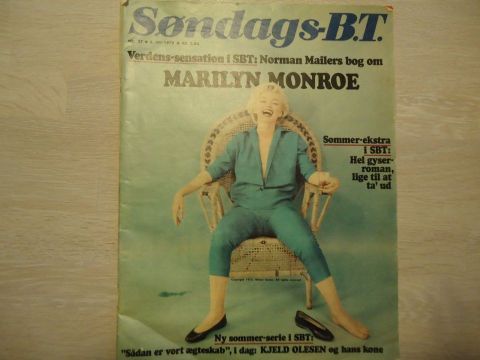 Søndags-B.T.
Verdens-sensation i SBT: Norman Mailers bog om
MARILYN MONROE
Sommer-ekstra
i SBT:
Hel gyser-
roman,
lige til at
ta' ud
Ny sommer-serie i SBT:
"Sådan er vort ægteskab", i dag: KJELD OLESEN og hans kone